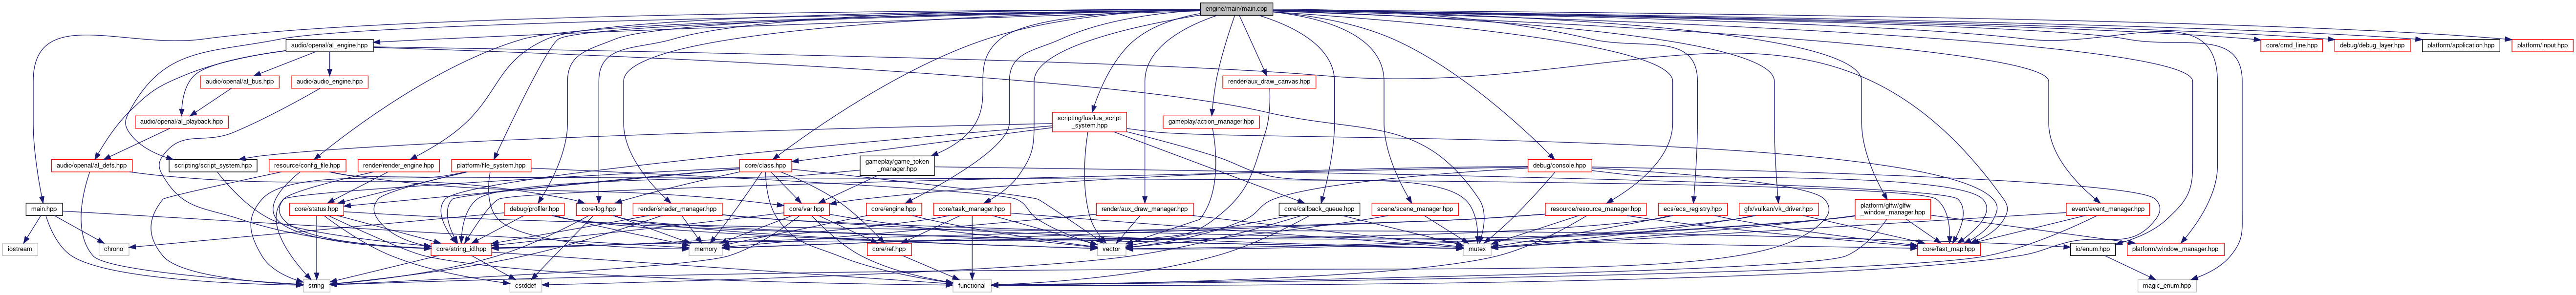 engine/main/main.cpp
audio/openal/al_engine.hpp
core/cmd_line.hpp
debug/debug_layer.hpp
platform/application.hpp
platform/input.hpp
audio/openal/al_bus.hpp
audio/audio_engine.hpp
render/aux_draw_canvas.hpp
audio/openal/al_playback.hpp
scripting/lua/lua_script
_system.hpp
gameplay/action_manager.hpp
audio/openal/al_defs.hpp
scripting/script_system.hpp
resource/config_file.hpp
render/render_engine.hpp
platform/file_system.hpp
core/class.hpp
gameplay/game_token
_manager.hpp
debug/console.hpp
main.hpp
core/status.hpp
debug/profiler.hpp
core/log.hpp
render/shader_manager.hpp
core/var.hpp
core/engine.hpp
core/task_manager.hpp
render/aux_draw_manager.hpp
core/callback_queue.hpp
scene/scene_manager.hpp
resource/resource_manager.hpp
ecs/ecs_registry.hpp
gfx/vulkan/vk_driver.hpp
platform/glfw/glfw
_window_manager.hpp
event/event_manager.hpp
iostream
chrono
core/string_id.hpp
memory
core/ref.hpp
vector
mutex
core/fast_map.hpp
io/enum.hpp
platform/window_manager.hpp
string
cstddef
functional
magic_enum.hpp